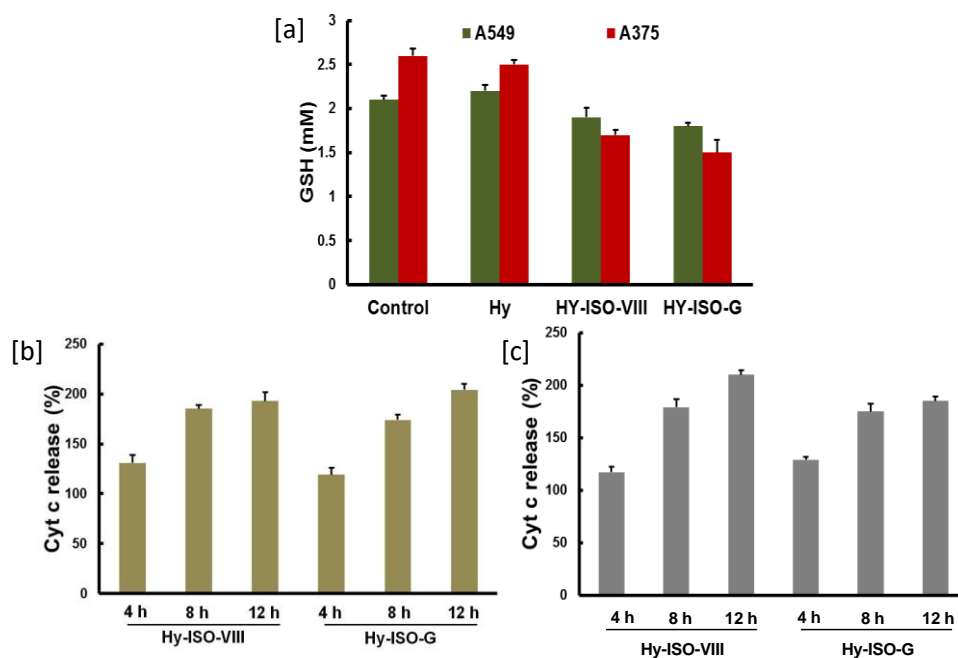 [a]
A549 A375
3
2.5
2
1.5
1
0.5
0
GSH (mM)
Control Hy HY-ISO-VIII HY-ISO-G
[b]
250
200
150
100
50
0
Cyt c release (%)
4 h 8 h 12 h 4 h 8 h 12 h
Hy-ISO-VIII Hy-ISO-G
[c]
250
200
150
100
50
0
Cyt c release (%)
4 h 8 h 12 h 4 h 8 h 12 h
Hy-ISO-VIII Hy-ISO-G